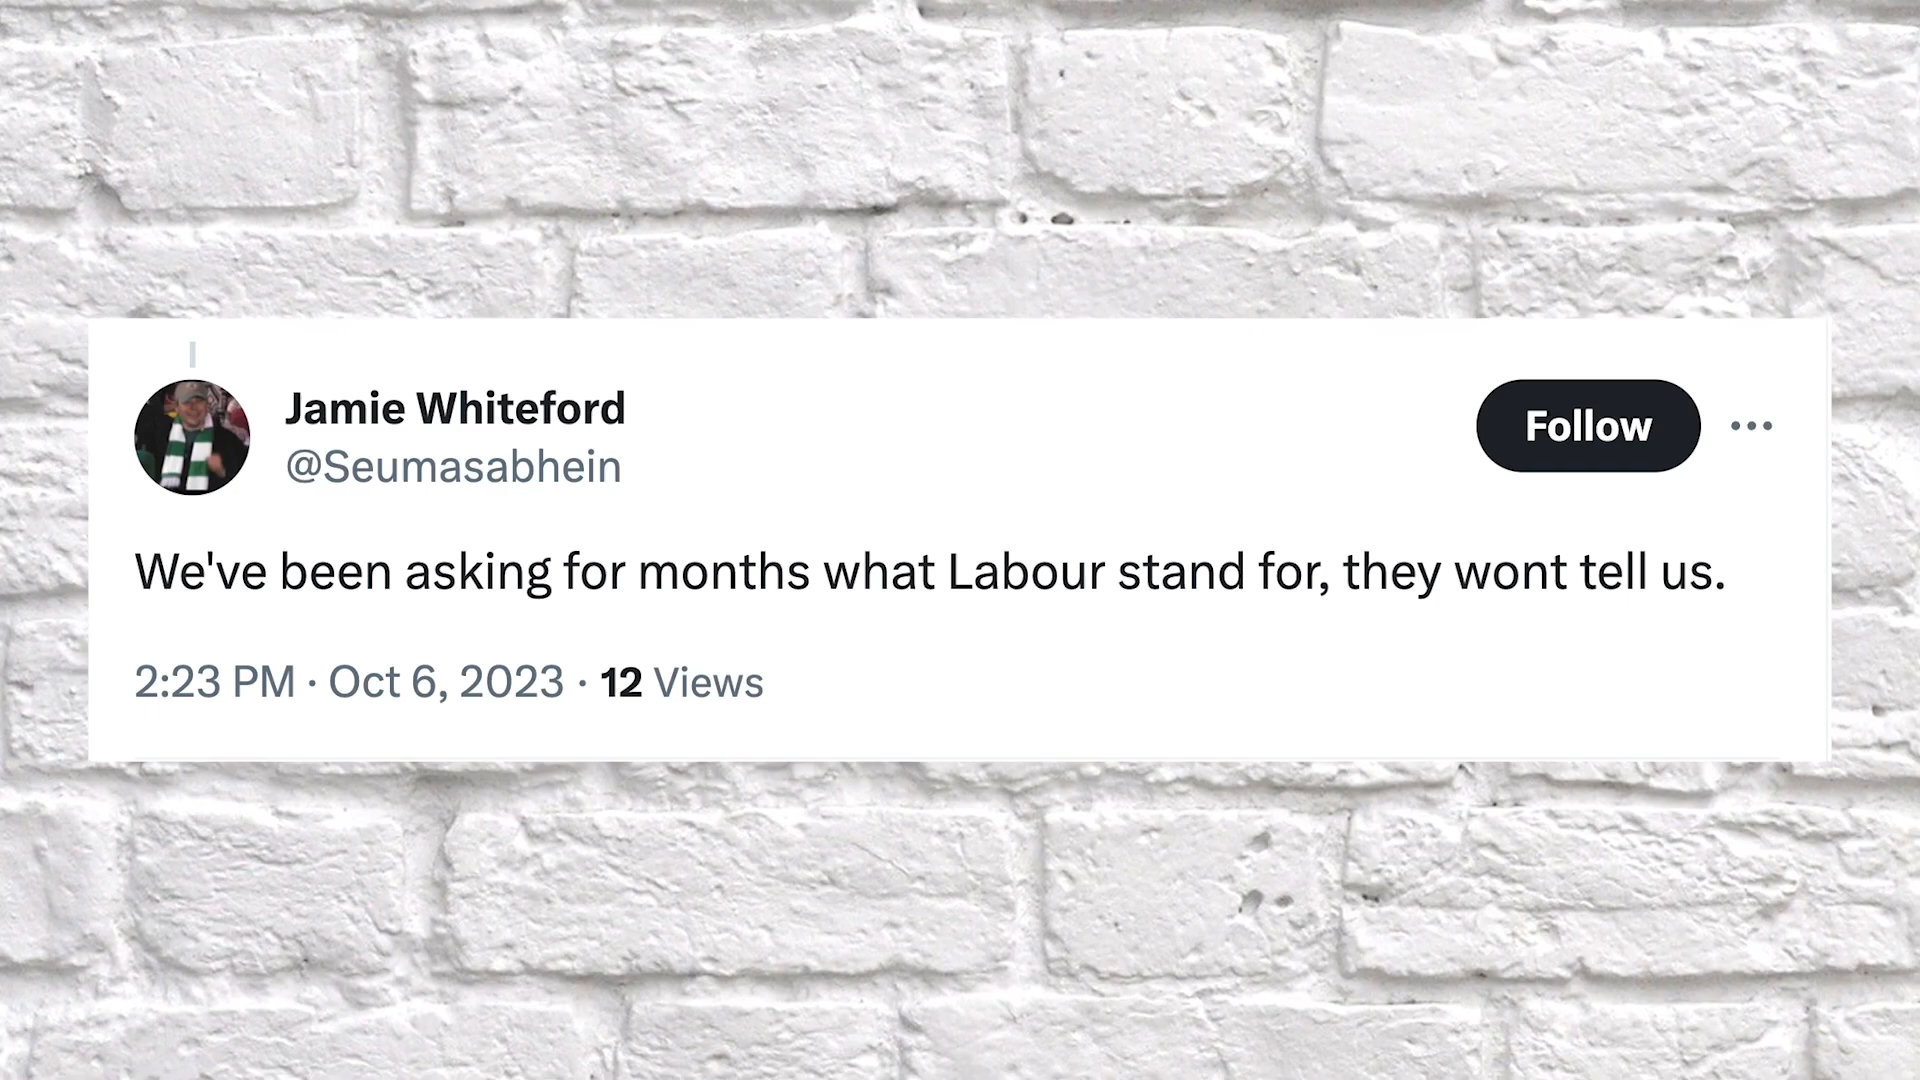 Jamie Whiteford
@Seumasabhein
Follow
We've been asking for months what Labour stand for, they wont tell us.
2:23 PM · Oct 6, 2023 · 12 Views